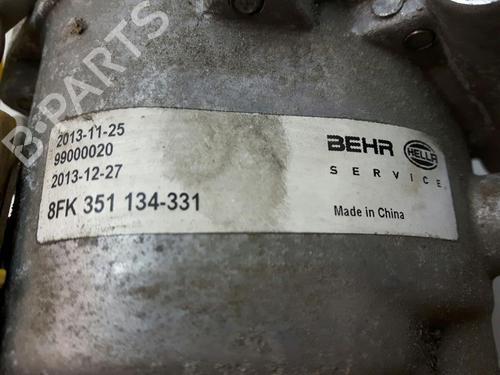 B-PARTS
2013-11-25
99000020
2013-12-27
8FK 351 134-331
BEHR HELLA
SERVICE
Made in China